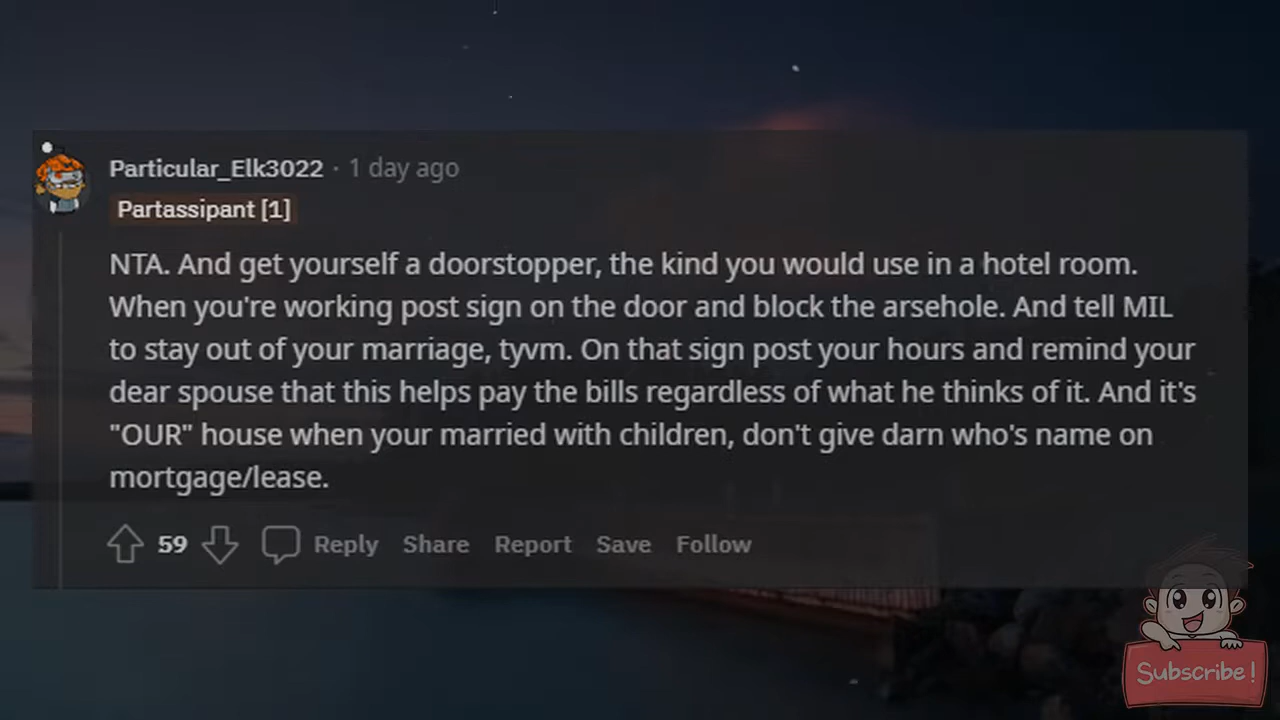 Particular_Elk3022 · 1 day ago
Partassipant [1]
NTA. And get yourself a doorstopper, the kind you would use in a hotel room.
When you're working post sign on the door and block the arsehole. And tell MIL
to stay out of your marriage, tyvm. On that sign post your hours and remind your
dear spouse that this helps pay the bills regardless of what he thinks of it. And it's
"OUR" house when your married with children, don't give darn who's name on
mortgage/lease.
59 Reply Share Report Save Follow
Subscribe!